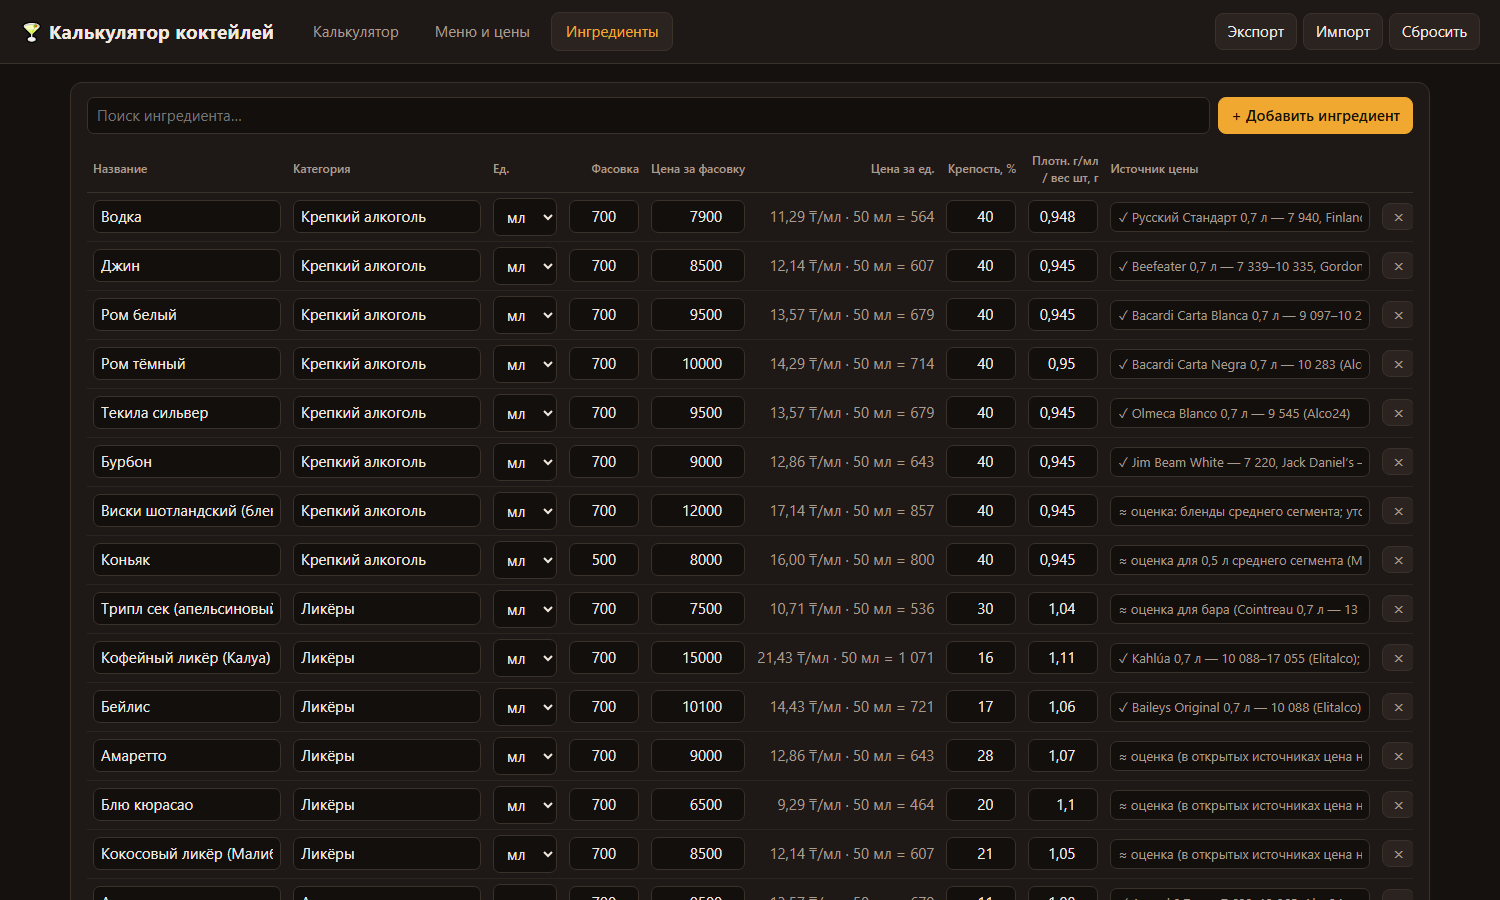 Калькулятор коктейлей Калькулятор Меню и цены Ингредиенты Экспорт Импорт Сбросить
Поиск ингредиента... + Добавить ингредиент
Название Категория Ед. Фасовка Цена за фасовку Цена за ед. Крепость, % Плотн. г/мл / вес шт, г Источник цены
Водка Крепкий алкоголь мл 700 7900 11,29 ₸/мл · 50 мл = 564 40 0,948 ✓ Русский Стандарт 0,7 л — 7 940, Finlanc ×
Джин Крепкий алкоголь мл 700 8500 12,14 ₸/мл · 50 мл = 607 40 0,945 ✓ Beefeater 0,7 л — 7 339–10 335, Gordon ×
Ром белый Крепкий алкоголь мл 700 9500 13,57 ₸/мл · 50 мл = 679 40 0,945 ✓ Bacardi Carta Blanca 0,7 л — 9 097–10 2 ×
Ром тёмный Крепкий алкоголь мл 700 10000 14,29 ₸/мл · 50 мл = 714 40 0,95 ✓ Bacardi Carta Negra 0,7 л — 10 283 (Alc ×
Текила сильвер Крепкий алкоголь мл 700 9500 13,57 ₸/мл · 50 мл = 679 40 0,945 ✓ Olmeca Blanco 0,7 л — 9 545 (Alco24) ×
Бурбон Крепкий алкоголь мл 700 9000 12,86 ₸/мл · 50 мл = 643 40 0,945 ✓ Jim Beam White — 7 220, Jack Daniel's – ×
Виски шотландский (блен Крепкий алкоголь мл 700 12000 17,14 ₸/мл · 50 мл = 857 40 0,945 ≈ оценка: бленды среднего сегмента; утс ×
Коньяк Крепкий алкоголь мл 500 8000 16,00 ₸/мл · 50 мл = 800 40 0,945 ≈ оценка для 0,5 л среднего сегмента (М ×
Трипл сек (апельсиновый Ликёры мл 700 7500 10,71 ₸/мл · 50 мл = 536 30 1,04 ≈ оценка для бара (Cointreau 0,7 л — 13 ×
Кофейный ликёр (Калуа) Ликёры мл 700 15000 21,43 ₸/мл · 50 мл = 1 071 16 1,11 ✓ Kahlúa 0,7 л — 10 088–17 055 (Elitalco); ×
Бейлис Ликёры мл 700 10100 14,43 ₸/мл · 50 мл = 721 17 1,06 ✓ Baileys Original 0,7 л — 10 088 (Elitalco) ×
Амаретто Ликёры мл 700 9000 12,86 ₸/мл · 50 мл = 643 28 1,07 ≈ оценка (в открытых источниках цена н ×
Блю кюрасао Ликёры мл 700 6500 9,29 ₸/мл · 50 мл = 464 20 1,1 ≈ оценка (в открытых источниках цена н ×
Кокосовый ликёр (Малиб Ликёры мл 700 8500 12,14 ₸/мл · 50 мл = 607 21 1,05 ≈ оценка (в открытых источниках цена н ×